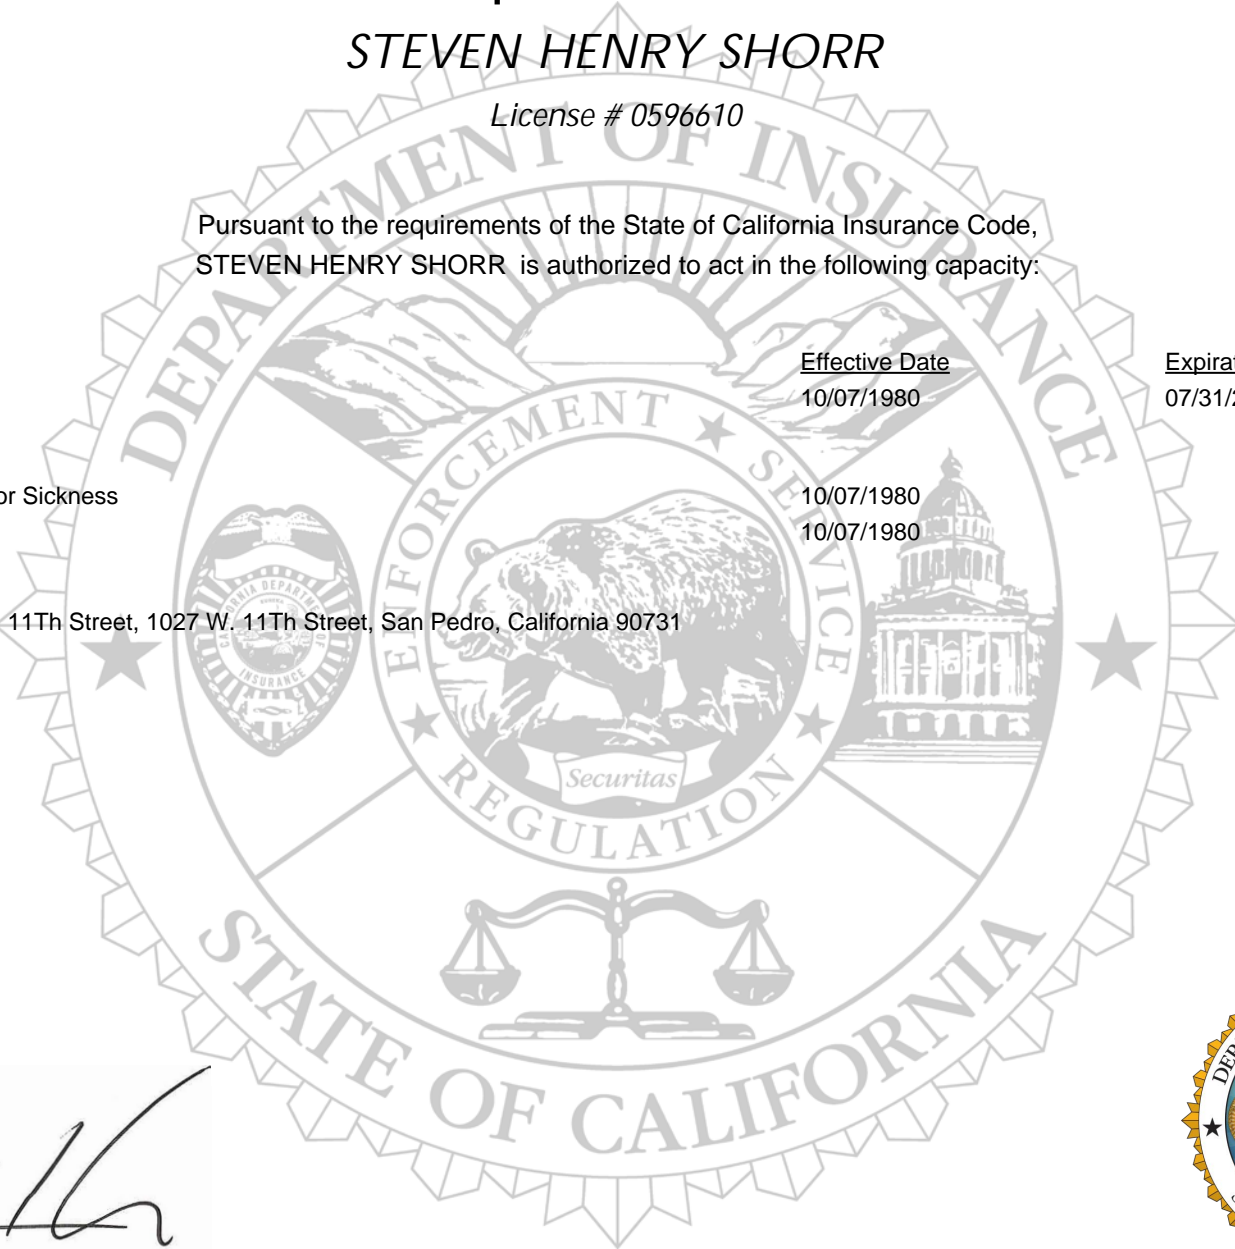 STEVEN HENRY SHORR
License # 0596610
Pursuant to the requirements of the State of California Insurance Code,
STEVEN HENRY SHORR is authorized to act in the following capacity:
Effective Date
10/07/1980
07/31/
or Sickness
10/07/1980
10/07/1980
11Th Street, 1027 W. 11Th Street, San Pedro, California 90731
DEPARTMENT OF INSURANCE
STATE OF CALIFORNIA
ENFORCEMENT SERVICE
REGULATION
Securitas
INSURANCE